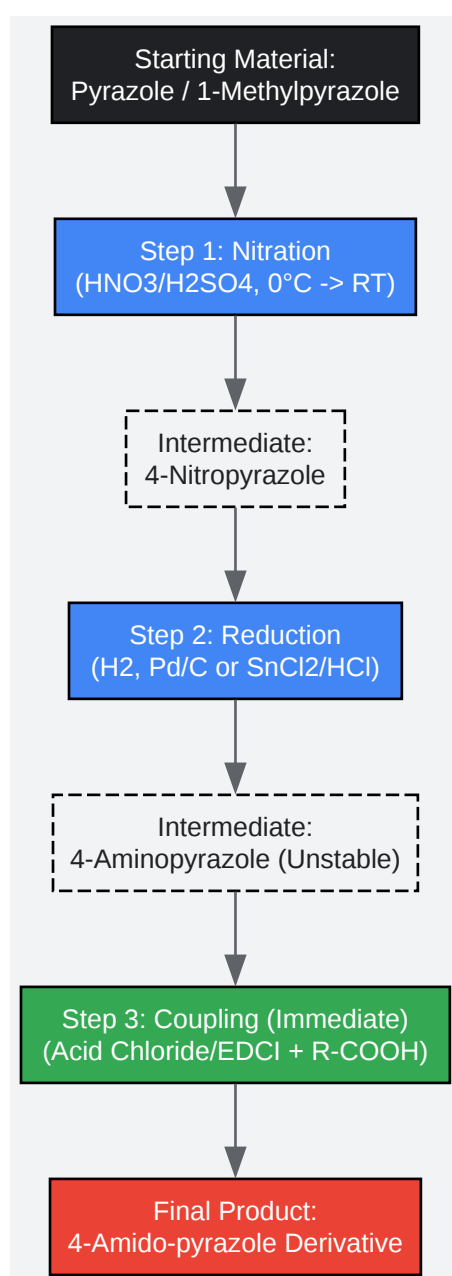 Starting Material:
Pyrazole / 1-Methylpyrazole
Step 1: Nitration
(HNO3/H2SO4, 0°C -> RT)
Intermediate:
4-Nitropyrazole
Step 2: Reduction
(H2, Pd/C or SnCl2/HCl)
Intermediate:
4-Aminopyrazole (Unstable)
Step 3: Coupling (Immediate)
(Acid Chloride/EDCI + R-COOH)
Final Product:
4-Amido-pyrazole Derivative